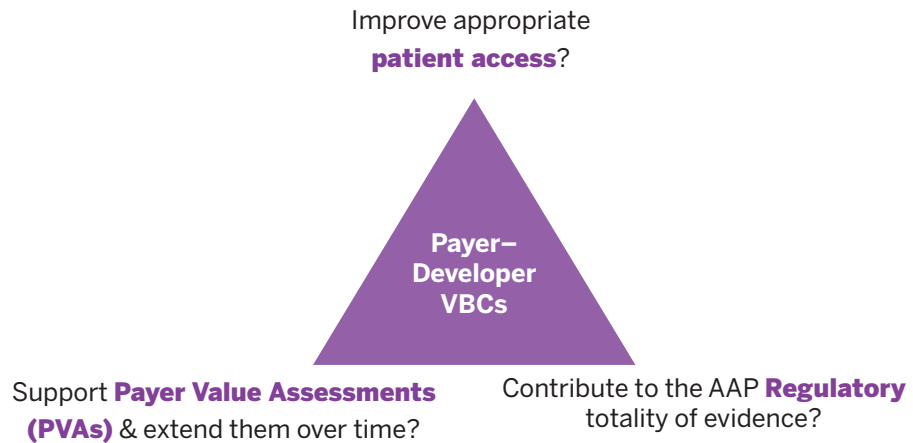 Improve appropriate
patient access?
Payer–
Developer
VBCs
Support Payer Value Assessments
(PVAs) & extend them over time?
Contribute to the AAP Regulatory
totality of evidence?